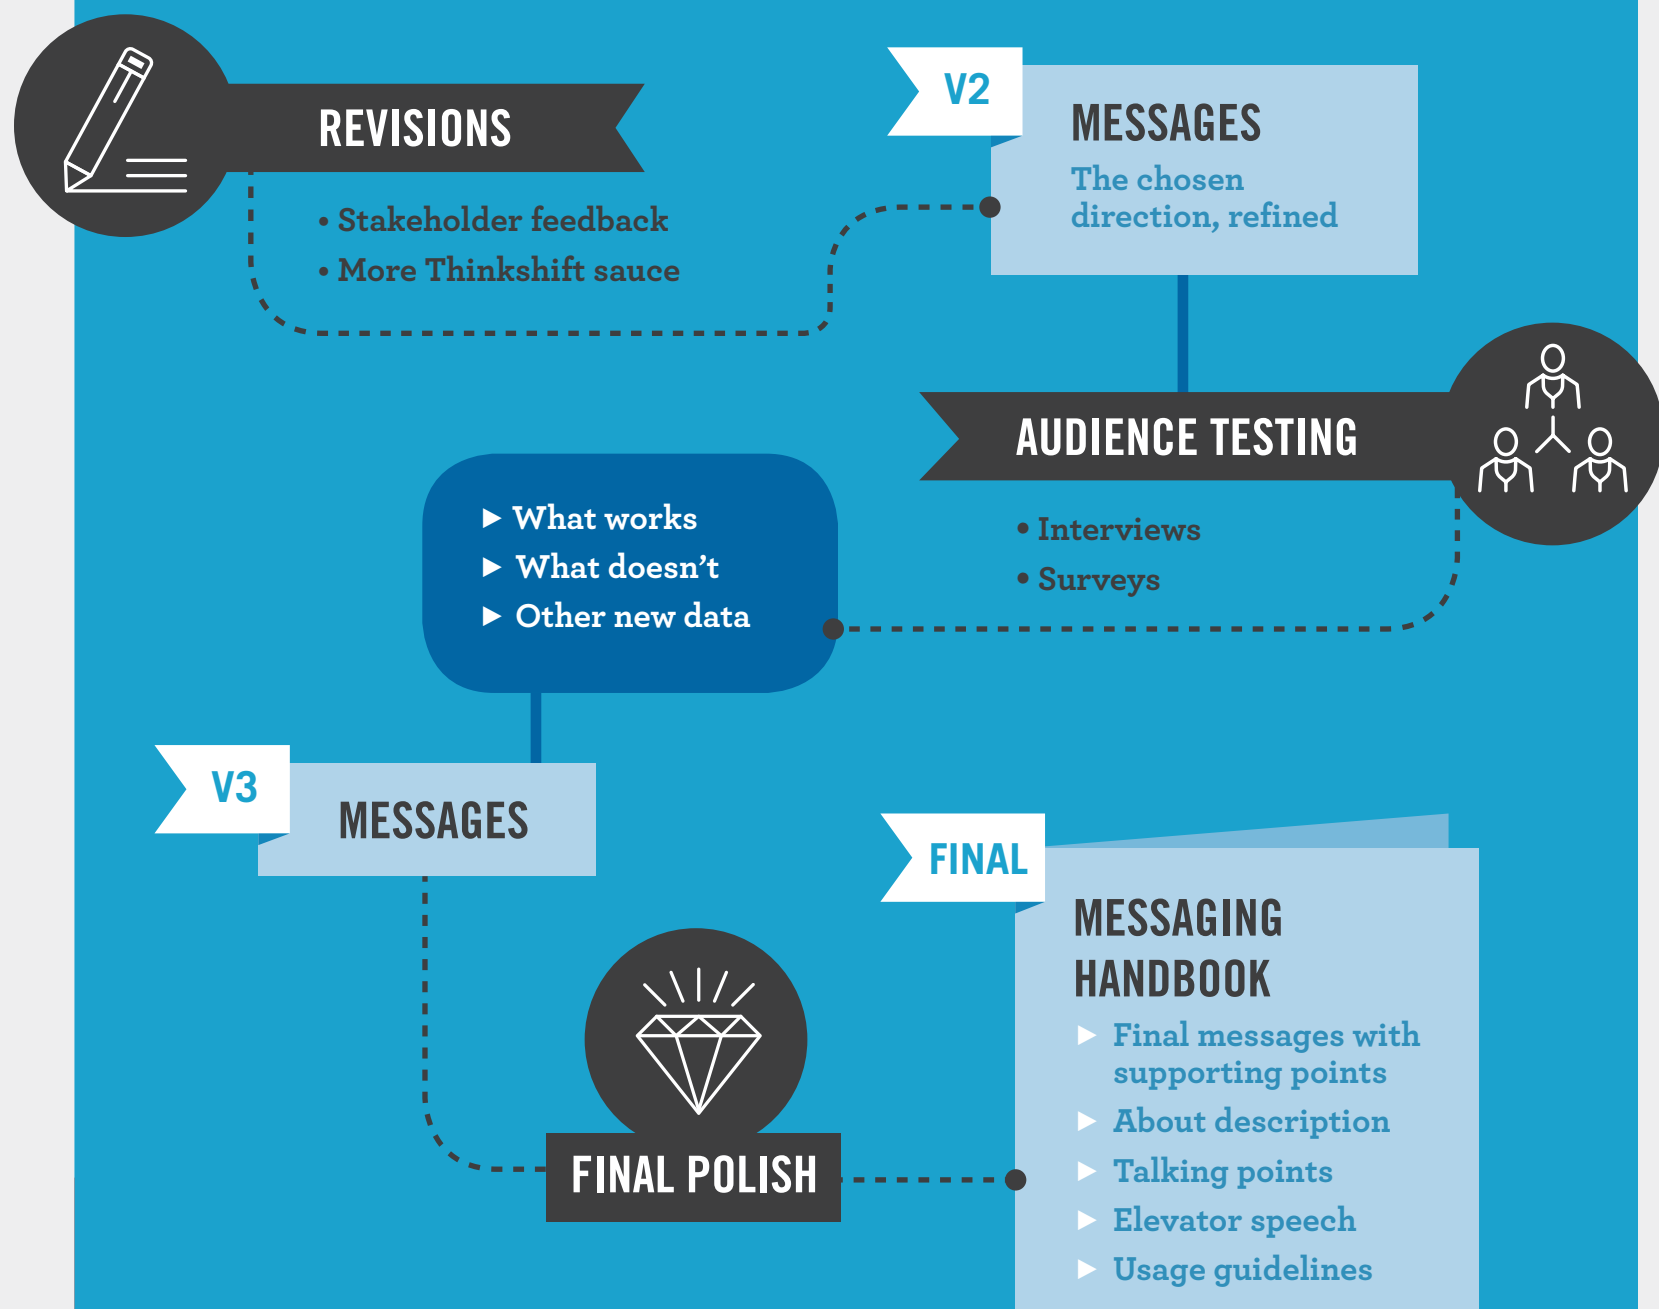 REVISIONS
• Stakeholder feedback
• More Thinkshift sauce
V2
MESSAGES
The chosen
direction, refined
AUDIENCE TESTING
• Interviews
• Surveys
► What works
► What doesn’t
► Other new data
V3
MESSAGES
FINAL POLISH
FINAL
MESSAGING
HANDBOOK
► Final messages with
supporting points
► About description
► Talking points
► Elevator speech
► Usage guidelines